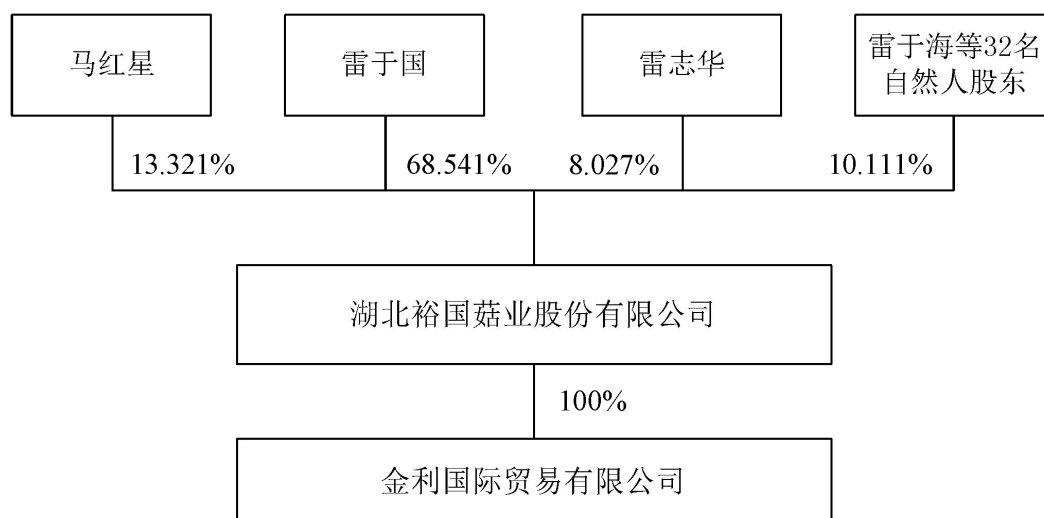 马红星
雷于国
雷志华
雷于海等32名
自然人股东
13.321%
68.541%
8.027%
10.111%
湖北裕国菇业股份有限公司
100%
金利国际贸易有限公司